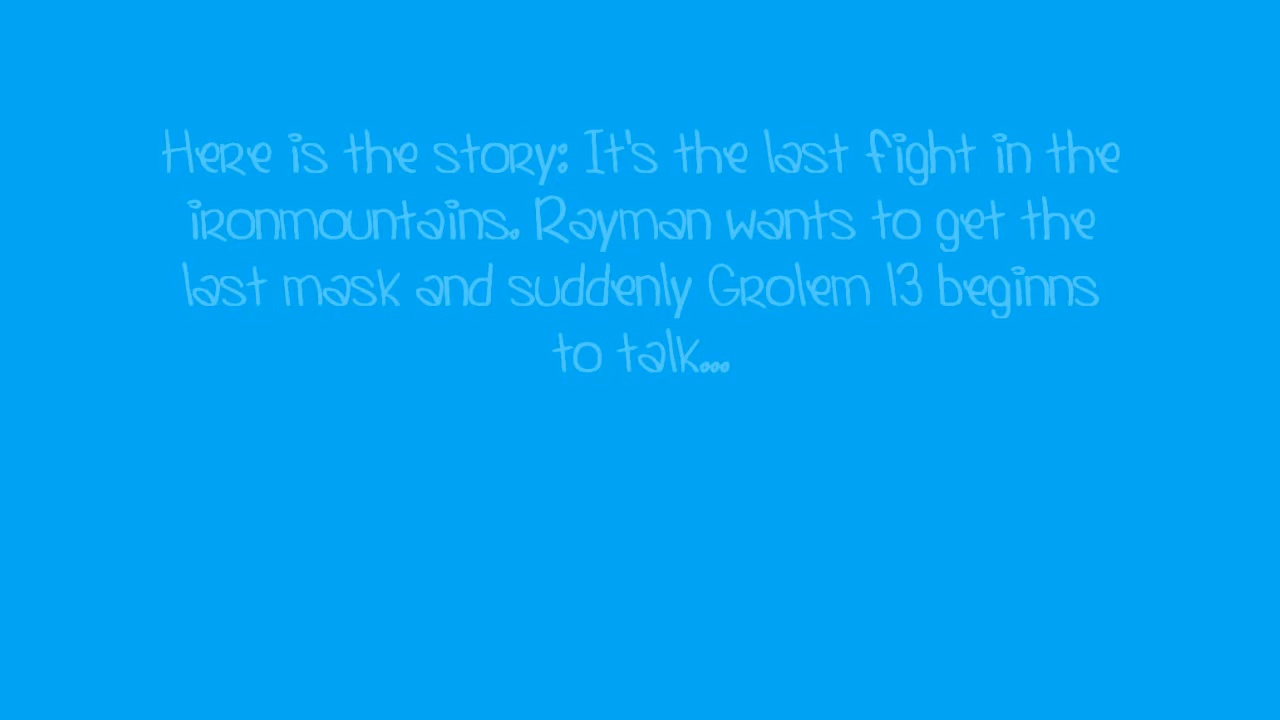 Here is the story: It's the last fight in the
ironmountains. Rayman wants to get the
last mask and suddenly Grolem 13 beginns
to talk...